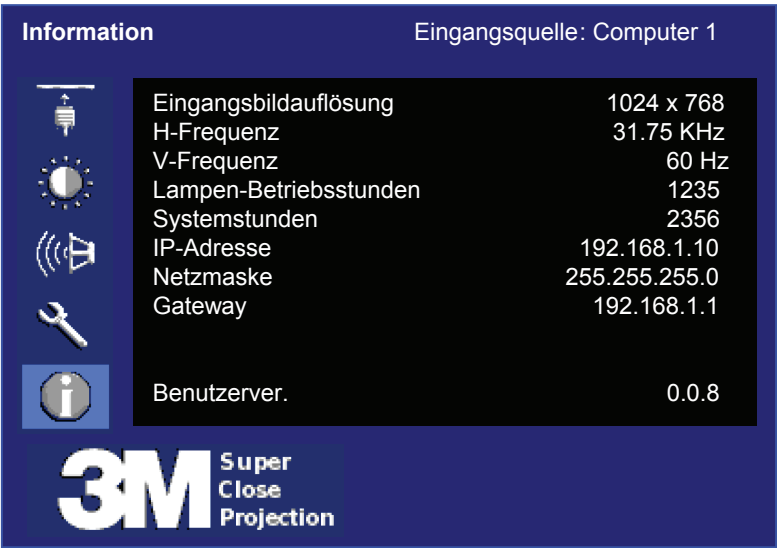 Information Eingangsquelle: Computer 1
Eingangsbildauflösung 1024 x 768
H-Frequenz 31.75 KHz
V-Frequenz 60 Hz
Lampen-Betriebsstunden 1235
Systemstunden 2356
IP-Adresse 192.168.1.10
Netzmaske 255.255.255.0
Gateway 192.168.1.1
Benutzerver. 0.0.8
3M
Super
Close
Projection